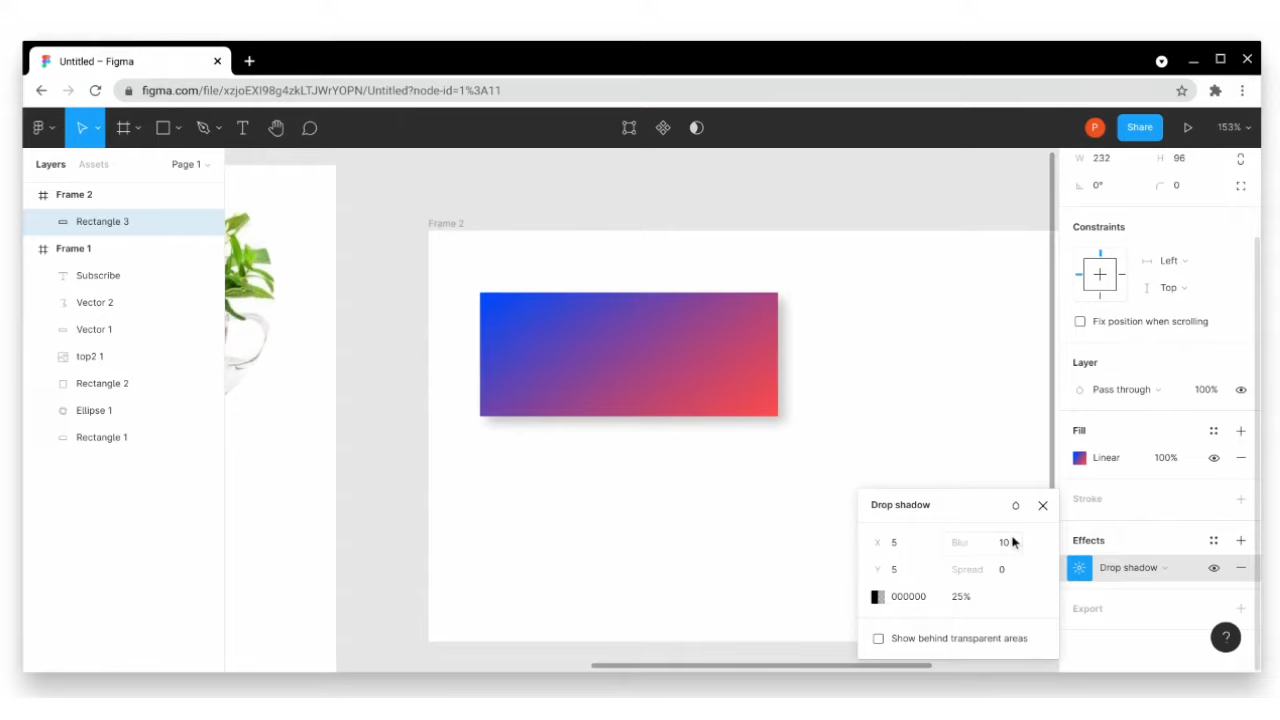 Untitled – Figma
figma.com/file/xzjoEXI98g4zkLTJWrYOPN/Untitled?node-id=1%3A11
P
Share
153%
Layers
Assets
Page 1
Frame 2
Rectangle 3
Frame 1
Subscribe
Vector 2
Vector 1
top2 1
Rectangle 2
Ellipse 1
Rectangle 1
Frame 2
W 232 H 96
0° 0
Constraints
Left
Top
Fix position when scrolling
Layer
Pass through 100%
Fill
Linear 100%
Stroke
Effects
Drop shadow
Export
?
Drop shadow
X 5 Blur 10
Y 5 Spread 0
000000 25%
Show behind transparent areas